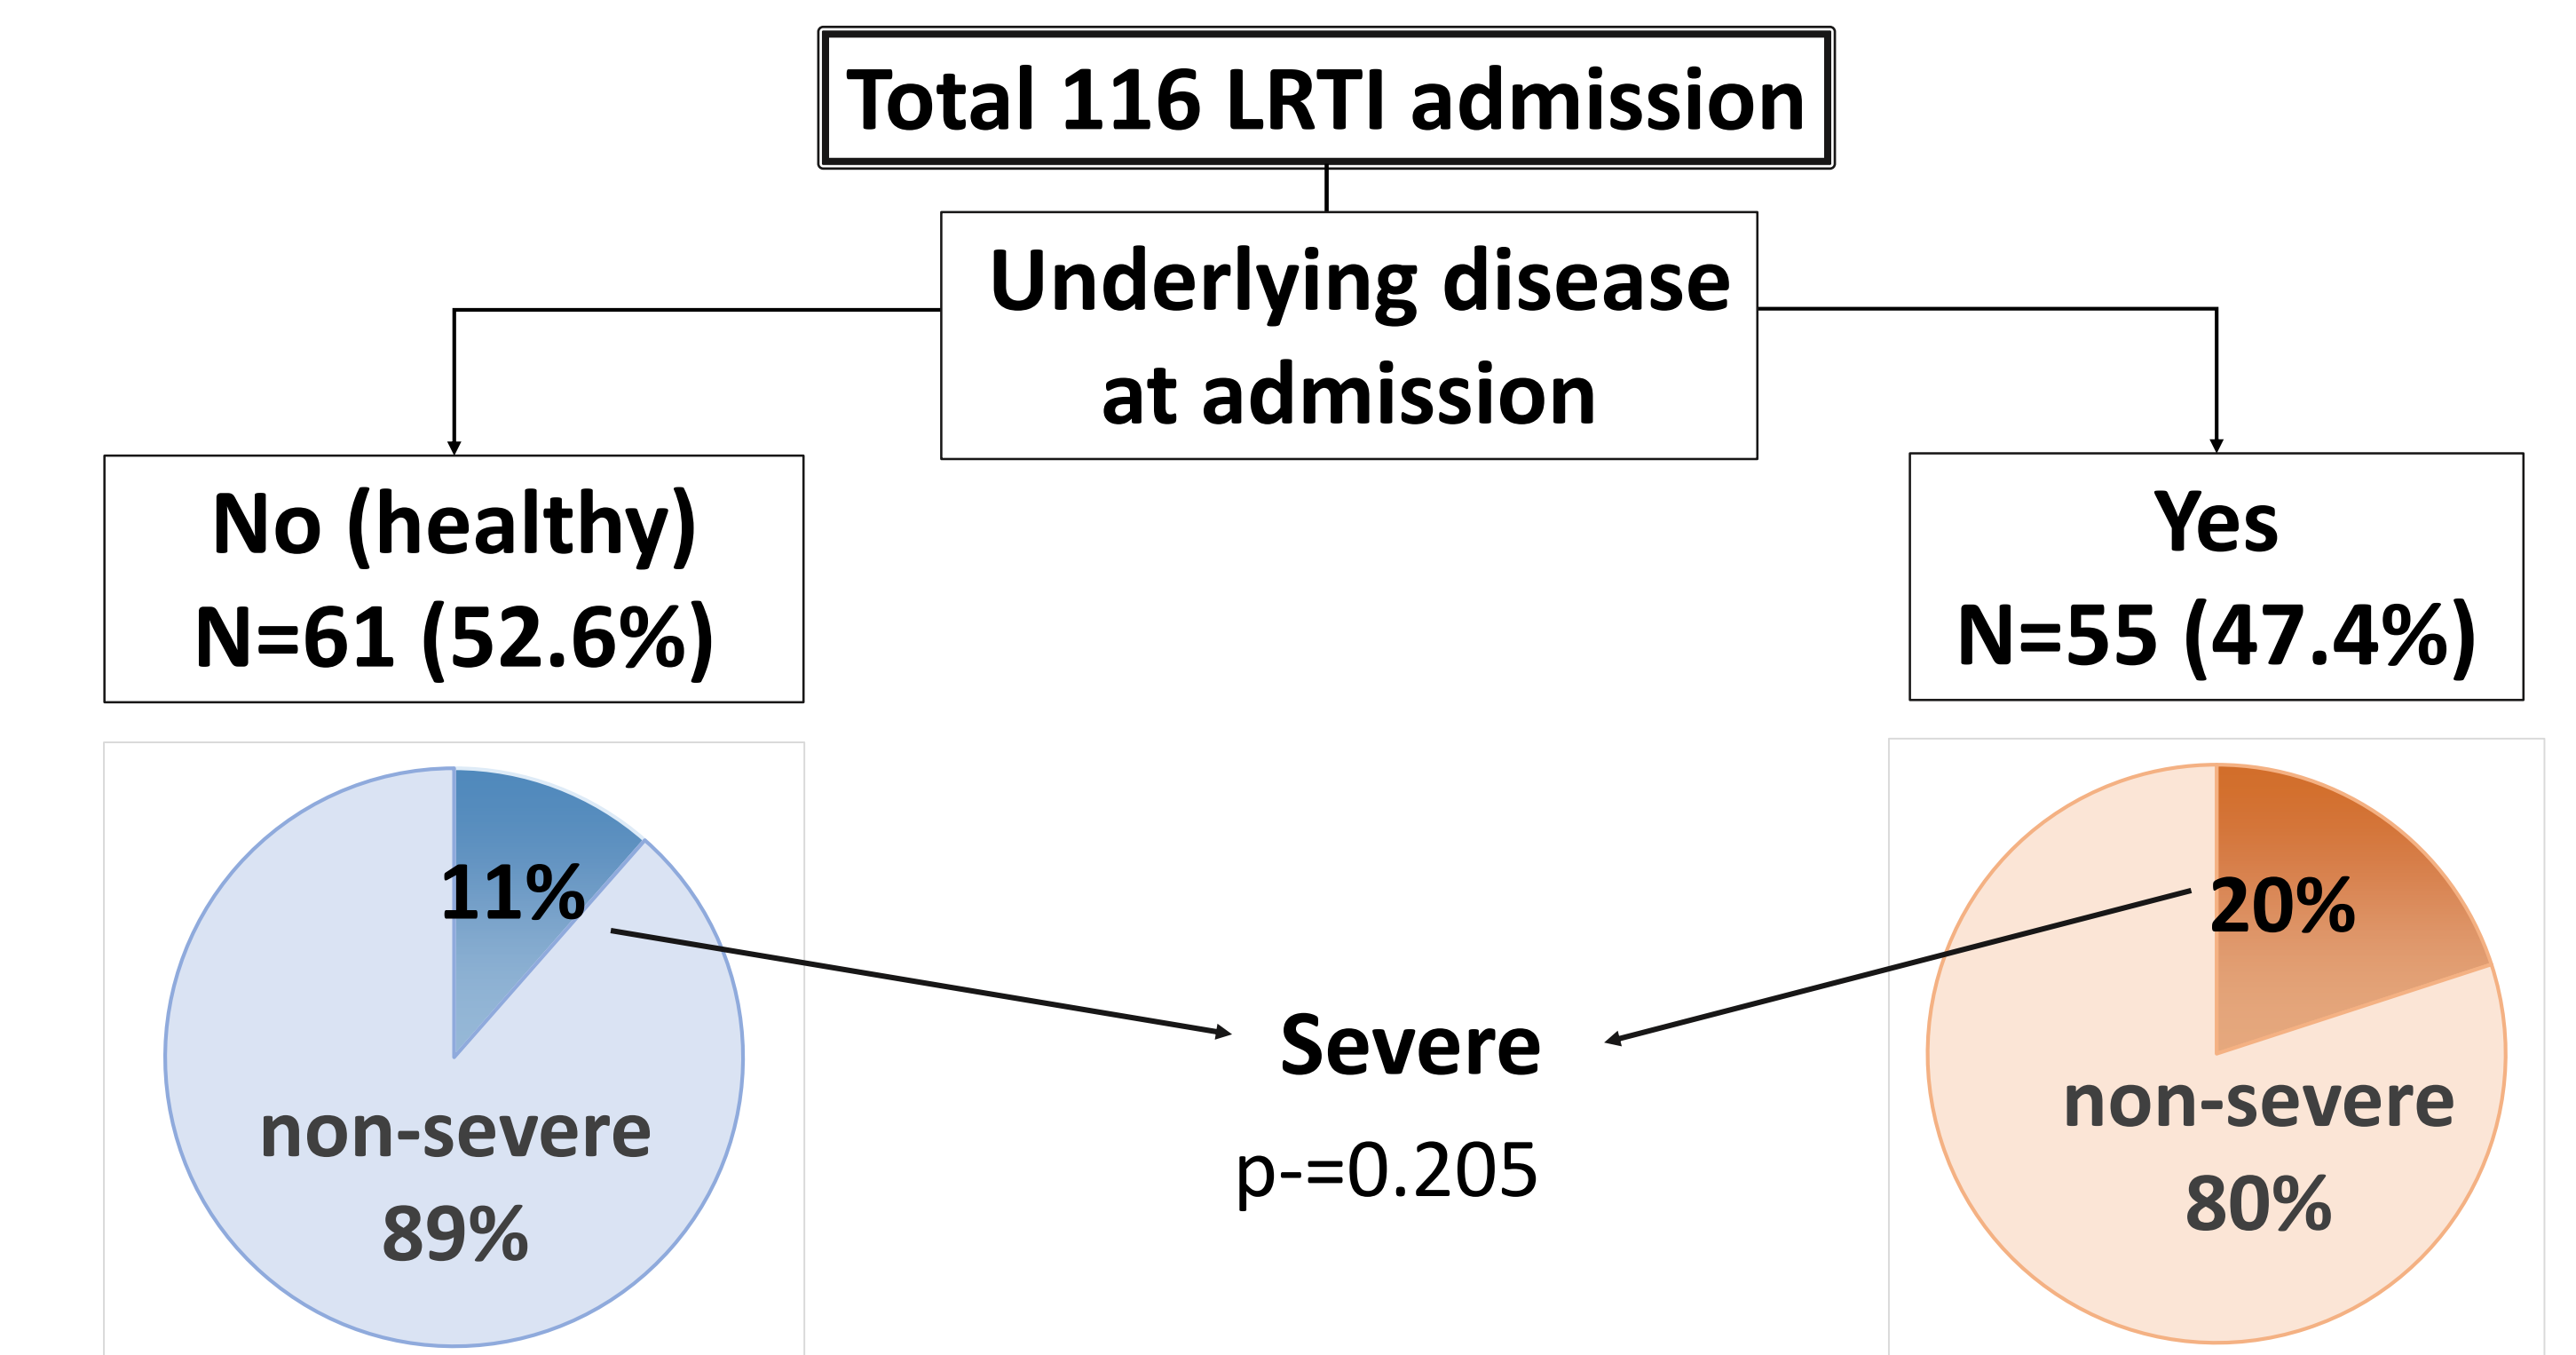 Total 116 LRTI admission
Underlying disease
at admission
No (healthy)
N=61 (52.6%)
Yes
N=55 (47.4%)
11%
non-severe
89%
Severe
p-=0.205
20%
non-severe
80%